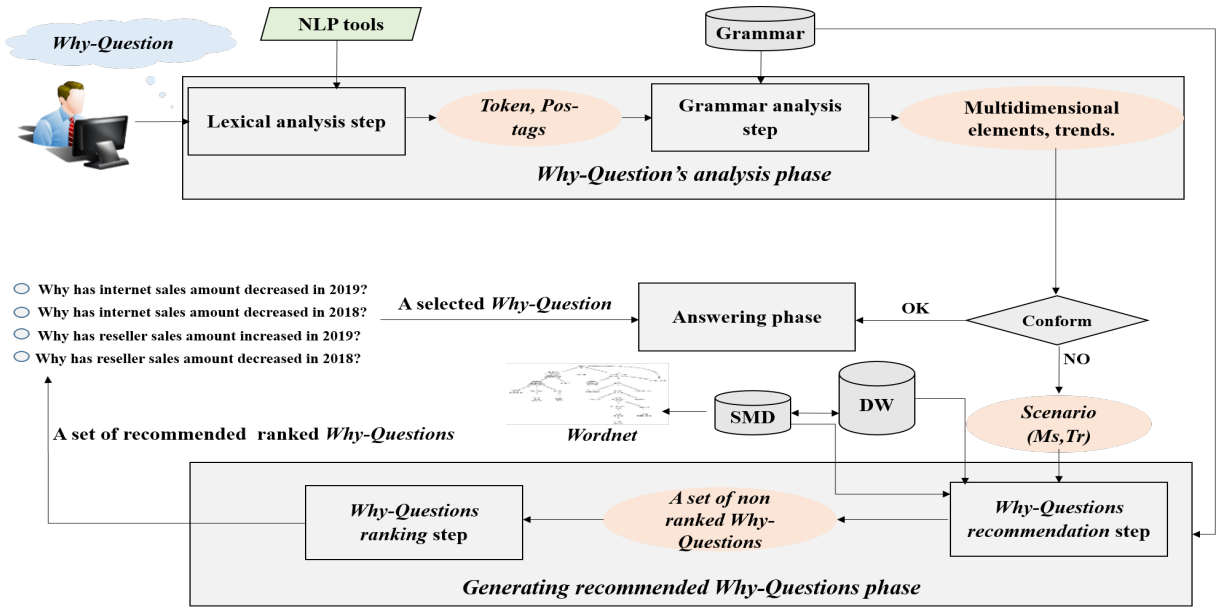 NLP tools
Grammar
Why-Question
Lexical analysis step
Token, Pos-
tags
Grammar analysis
step
Multidimensional
elements, trends.
Why-Question's analysis phase
Why has internet sales amount decreased in 2019?
Why has internet sales amount decreased in 2018?
Why has reseller sales amount increased in 2019?
Why has reseller sales amount decreased in 2018?
A selected Why-Question
Answering phase
OK
Conform
NO
SMD
DW
Wordnet
Scenario
(Ms,Tr)
A set of recommended ranked Why-Questions
Why-Questions
ranking step
A set of non
ranked Why-
Questions
Why-Questions
recommendation step
Generating recommended Why-Questions phase